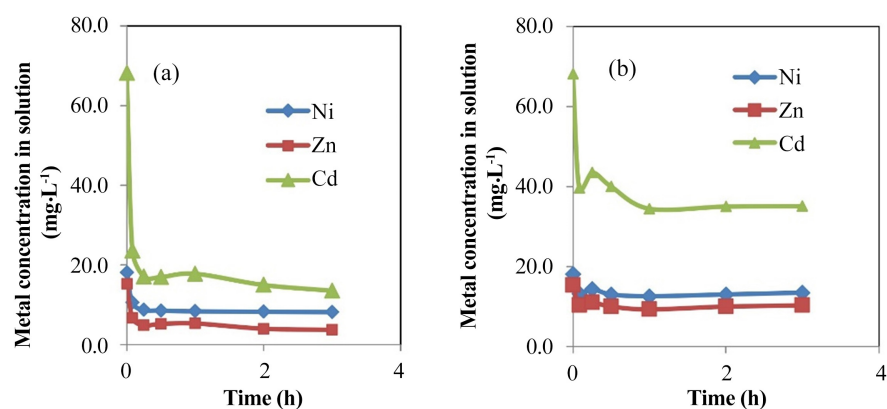 Metal concentration in solution
(mg·L-1)
80.0
60.0
40.0
20.0
0.0
(a)
Ni
Zn
Cd
0
2
4
Time (h)
Metal concentration in solution
(mg·L-1)
80.0
60.0
40.0
20.0
0.0
(b)
Ni
Zn
Cd
0
2
4
Time (h)